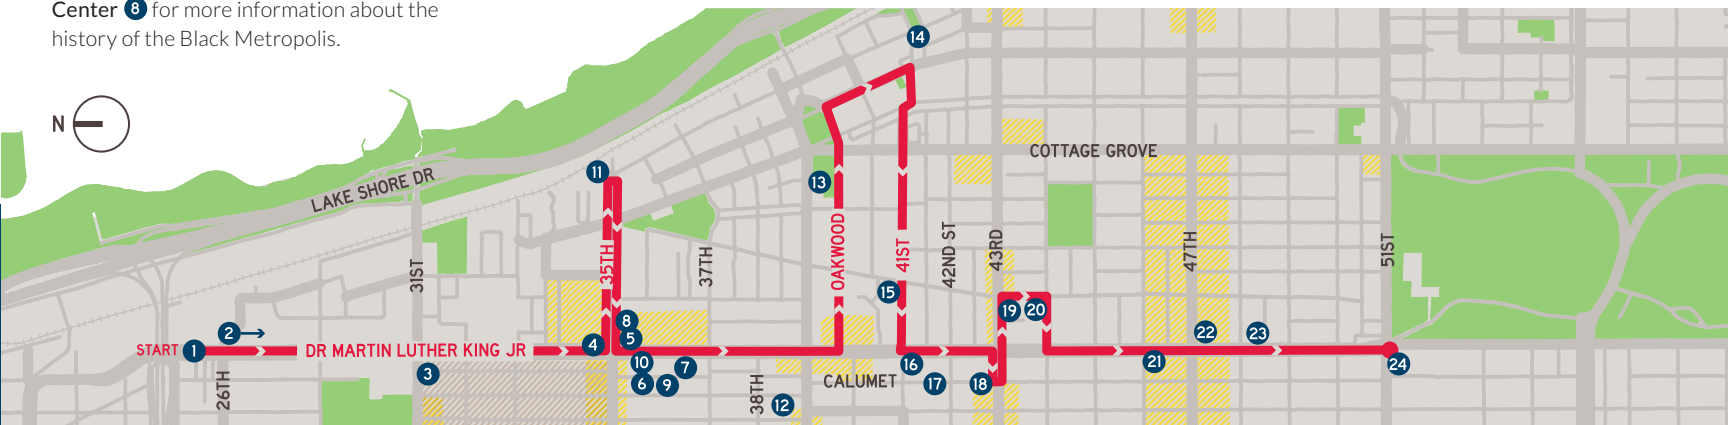 Center 8 for more information about the
history of the Black Metropolis.
N
14
COTTAGE GROVE
11
LAKE SHORE DR
13
31ST
35TH
37TH
OAKWOOD
41ST
42ND ST
43RD
47TH
51ST
15
19 20
2
8
5
4
22 23
START 1
DR MARTIN LUTHER KING JR
10
7
3
6 9
16
17
18
21
24
26TH
38TH
CALUMET
12